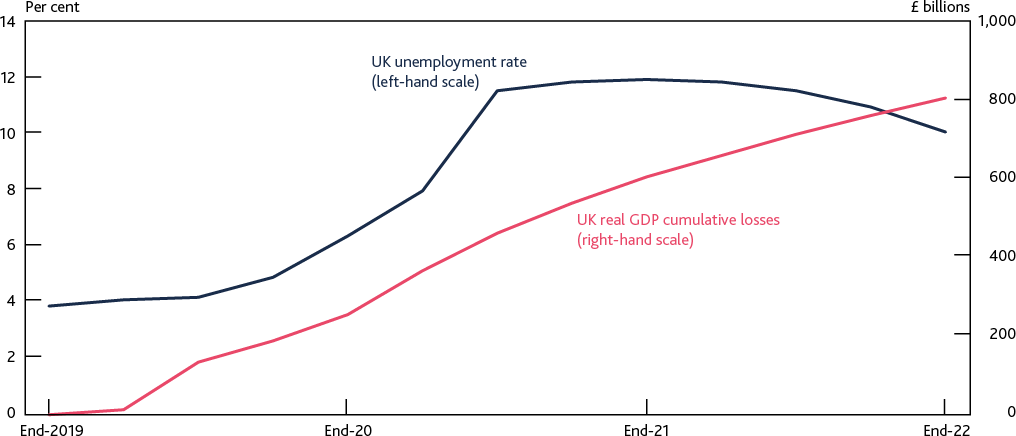 Per cent
£ billions
14
12
10
8
6
4
2
0
1,000
800
600
400
200
0
UK unemployment rate
(left-hand scale)
UK real GDP cumulative losses
(right-hand scale)
End-2019
End-20
End-21
End-22